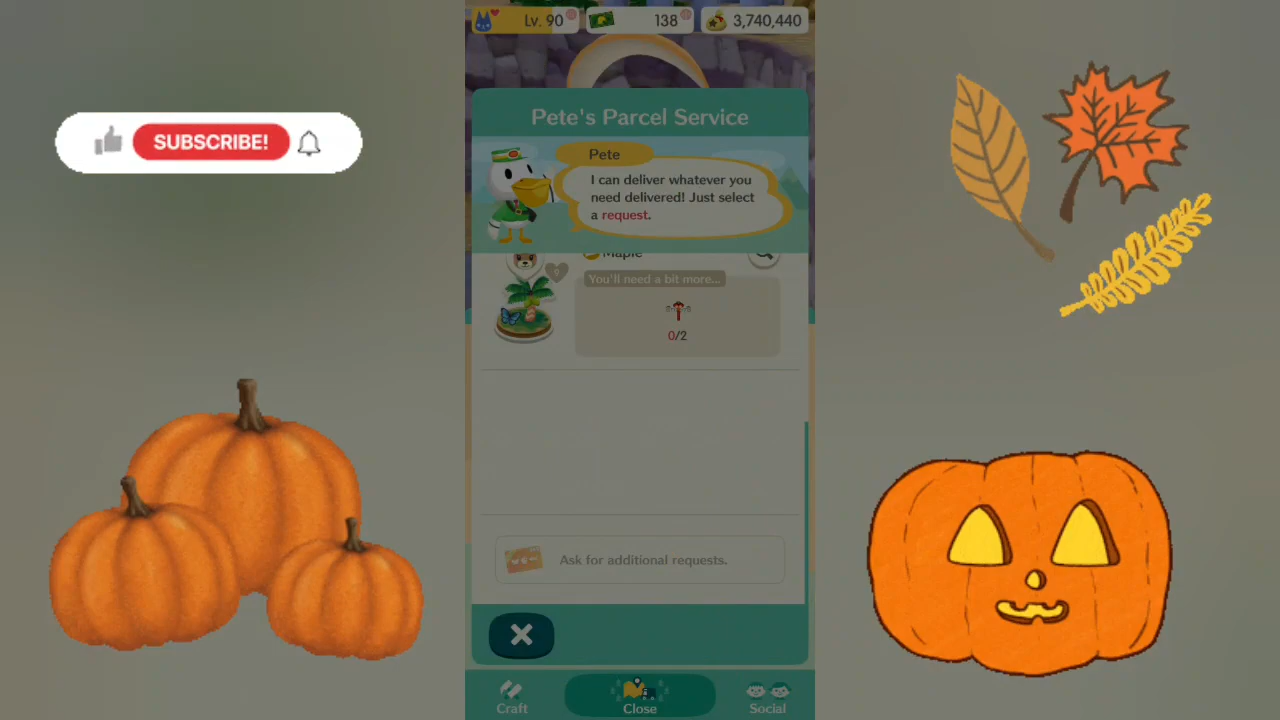 Lv. 90
138
3,740,440
Pete's Parcel Service
SUBSCRIBE!
Pete
I can deliver whatever you
need delivered! Just select
a request.
Maple
9
You'll need a bit more...
0/2
Ask for additional requests.
Craft
Close
Social